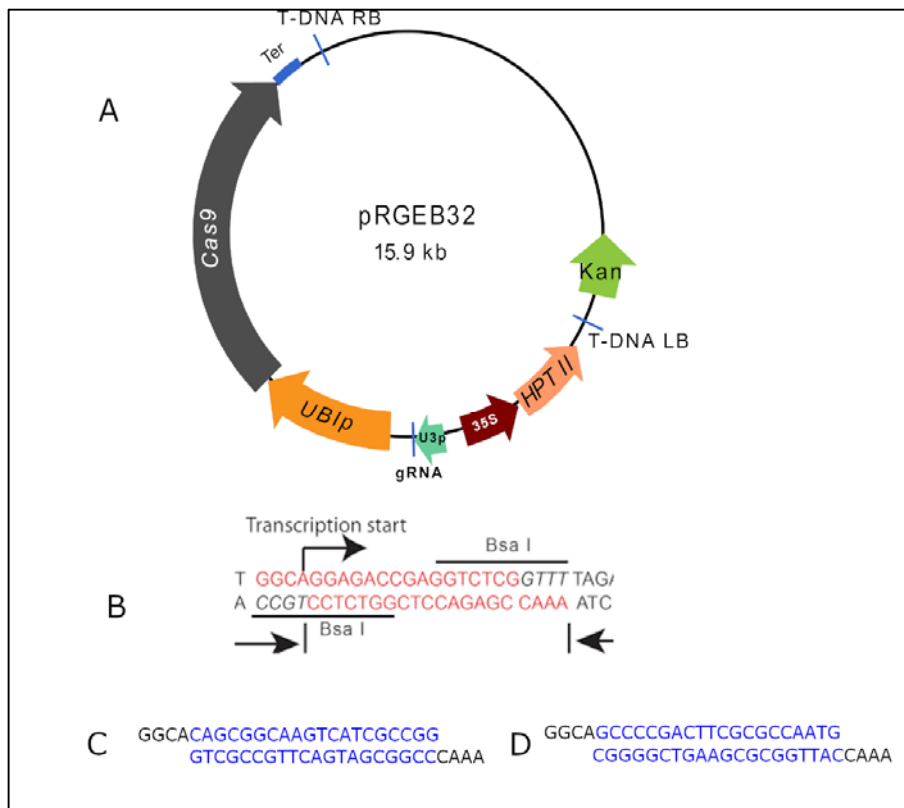 T-DNA RB
Ter
A
Cas9
pRGEB32
15.9 kb
Kan
T-DNA LB
HPT II
35S
U3p
UBIp
gRNA
Transcription start
Bsa I
T GGCAGGAGACCGAGGTCTCGGTTT TAGA
B
A CCGTCCTCTGGCTCCAGAGC CAAA ATC
Bsa I
C GGCACAGCGGCAAGTCATCGCCGG
GTCGCCGTTCAGTAGCGGCCCAAA
D GGCAGCCCCGACTTCGCGCCAATG
CGGGGCTGAAGCGCGGTTACCAAA